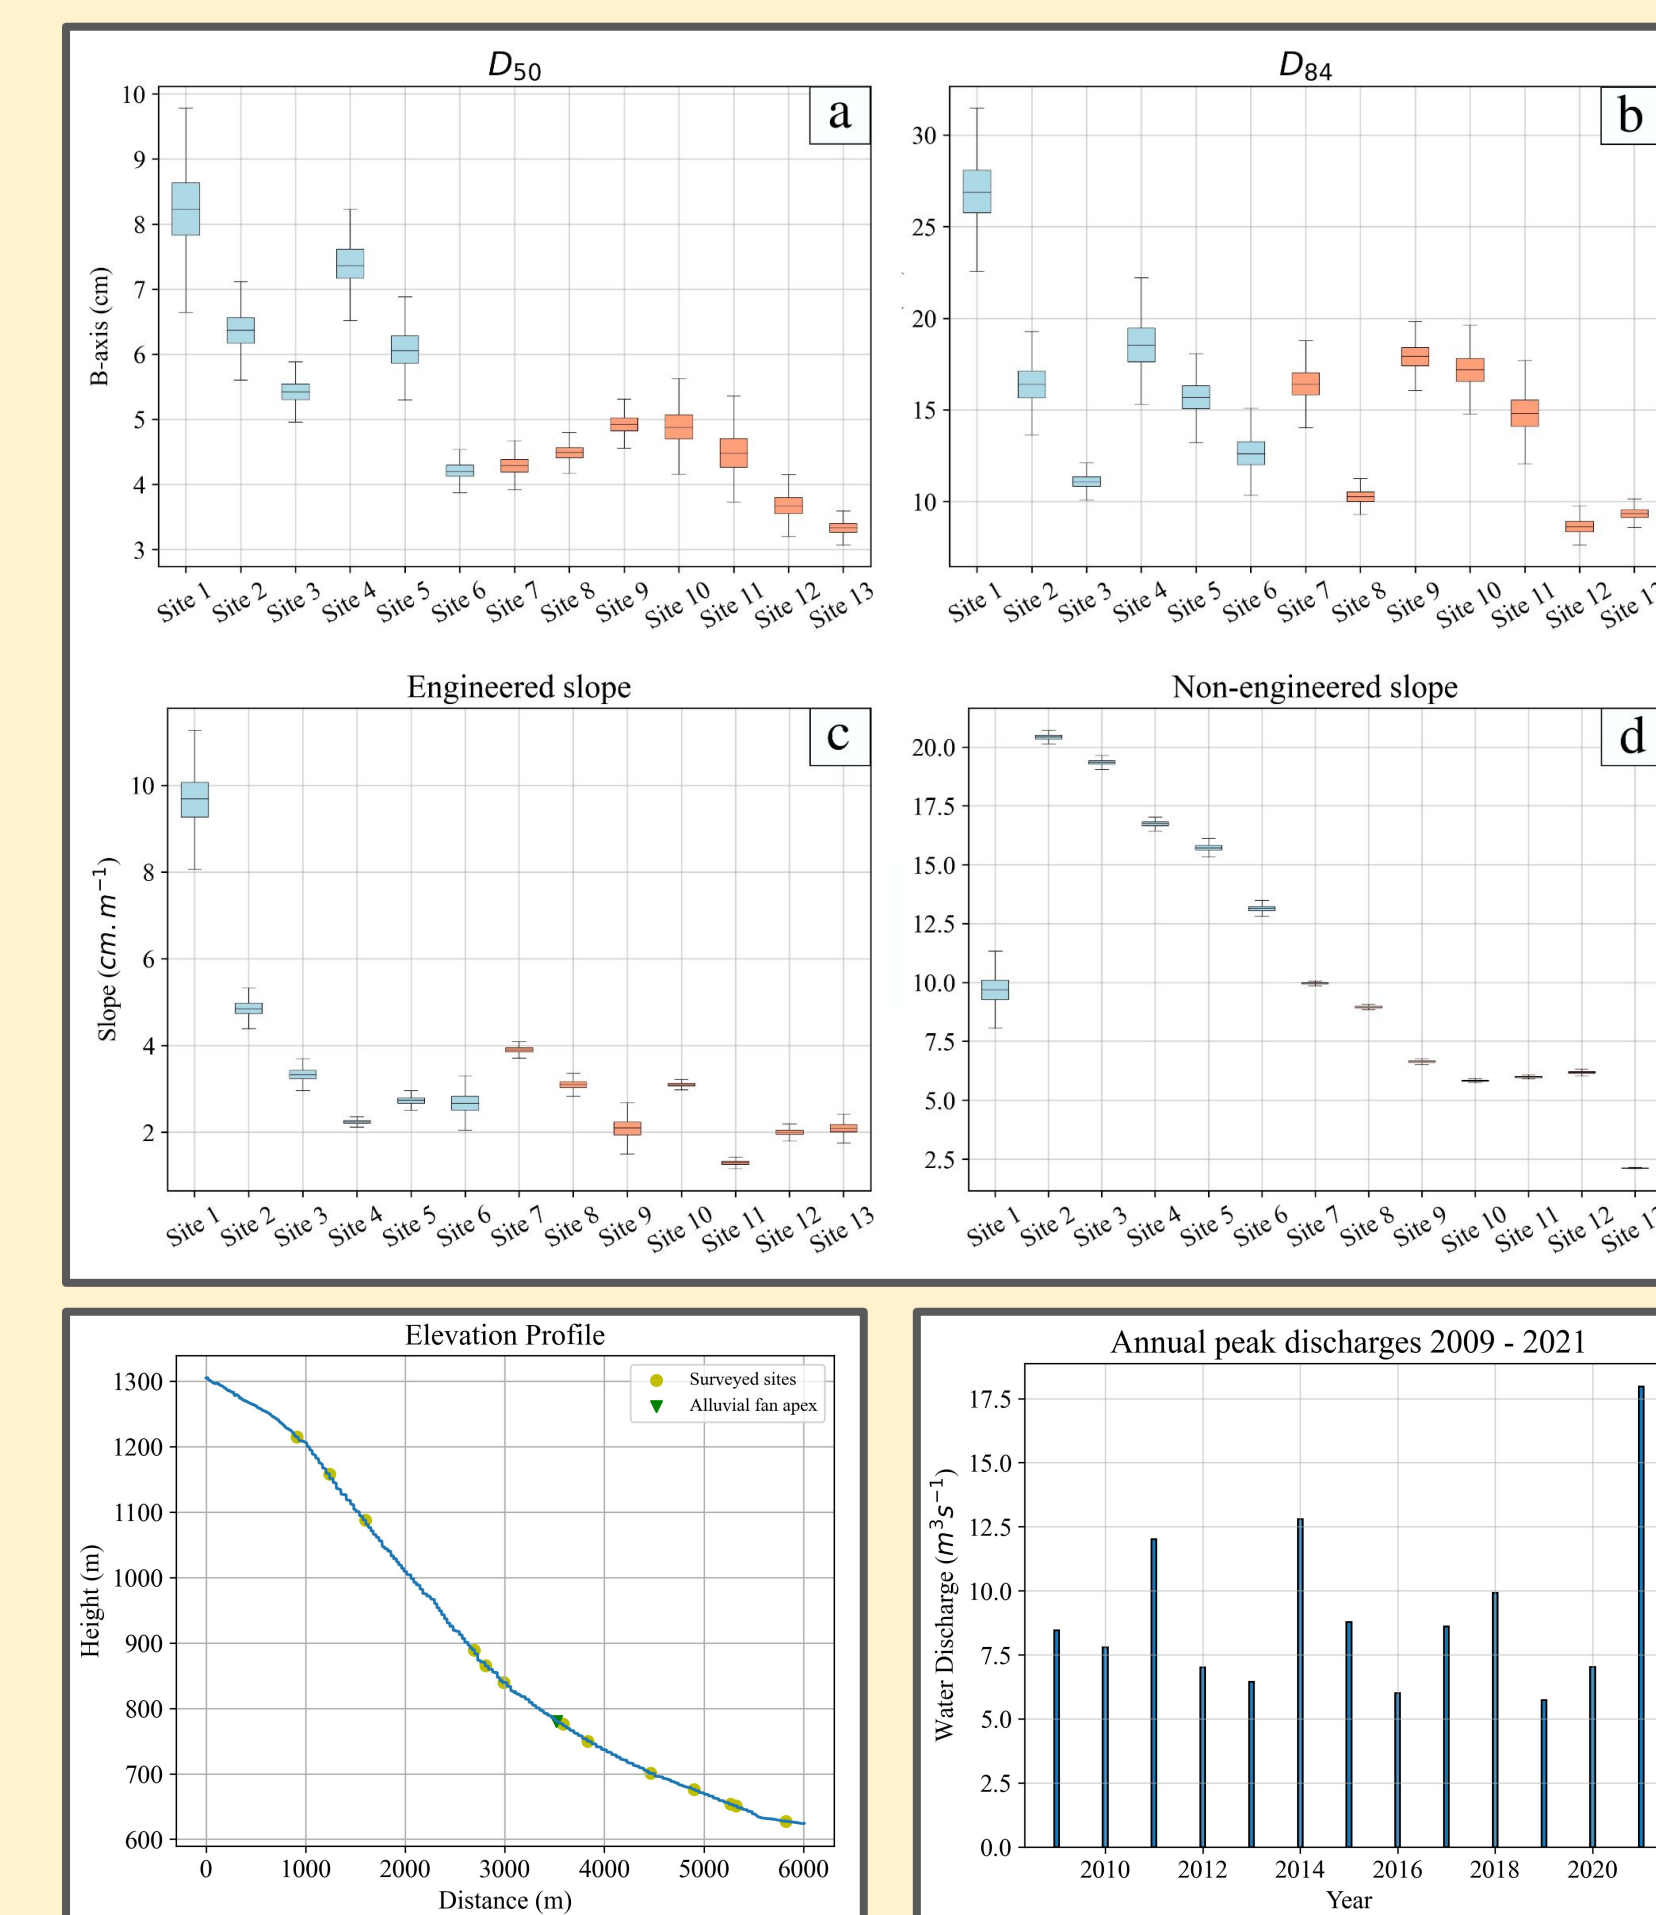 D50
a
10
9
8
7
6
5
4
3
B-axis (cm)
Site 1 Site 2 Site 3 Site 4 Site 5 Site 6 Site 7 Site 8 Site 9 Site 10 Site 11 Site 12 Site 13
D84
b
30
25
20
15
10
Site 1 Site 2 Site 3 Site 4 Site 5 Site 6 Site 7 Site 8 Site 9 Site 10 Site 11 Site 12 Site
Engineered slope
c
10
8
6
4
2
Slope (cm.m⁻¹)
Site 1 Site 2 Site 3 Site 4 Site 5 Site 6 Site 7 Site 8 Site 9 Site 10 Site 11 Site 12 Site 13
Non-engineered slope
d
20.0
17.5
15.0
12.5
10.0
7.5
5.0
2.5
Site 1 Site 2 Site 3 Site 4 Site 5 Site 6 Site 7 Site 8 Site 9 Site 10 Site 11 Site 12 Site
Elevation Profile
Surveyed sites
Alluvial fan apex
1300
1200
1100
1000
900
800
700
600
Height (m)
0 1000 2000 3000 4000 5000 6000
Distance (m)
Annual peak discharges 2009 - 2021
17.5
15.0
12.5
10.0
7.5
5.0
2.5
0.0
Water Discharge (m³s⁻¹)
2010 2012 2014 2016 2018 2020
Year